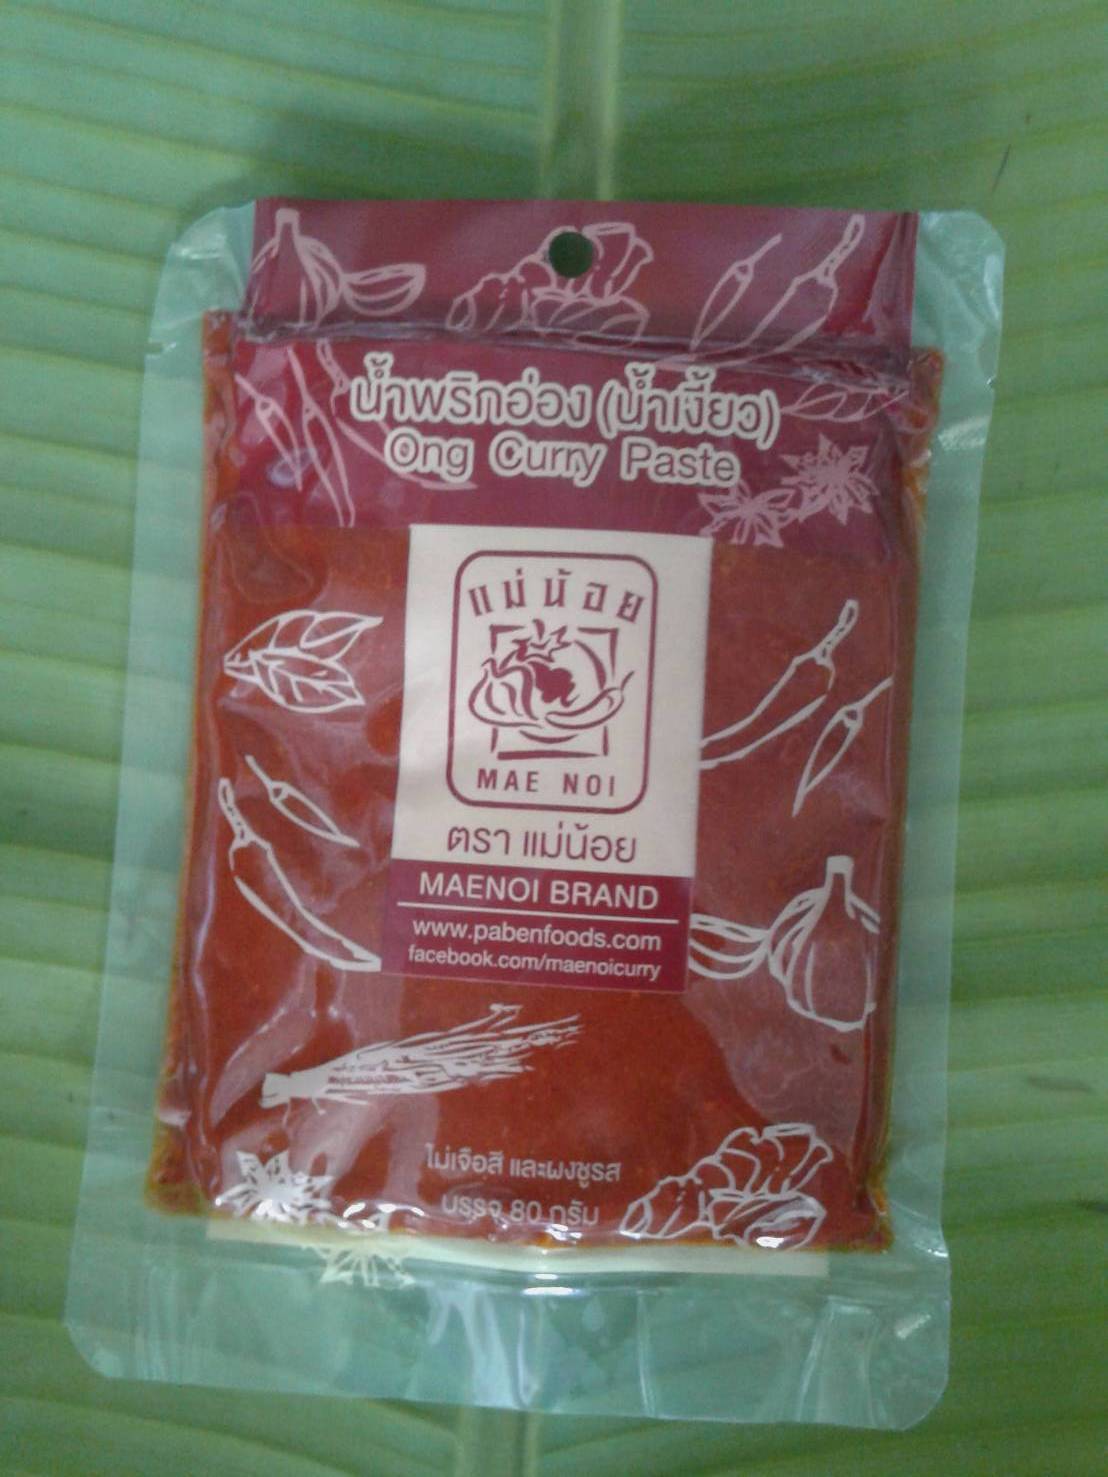 น้ำพริกอ่อง (น้ำเงี้ยว)
Ong Curry Paste
แม่น้อย
MAE NOI
ตรา แม่น้อย
MAENOI BRAND
www.pabenfoods.com
facebook.com/maenoicurry
ไม่เจือสี และผงชูรส
บรรจุ 80 กรัม